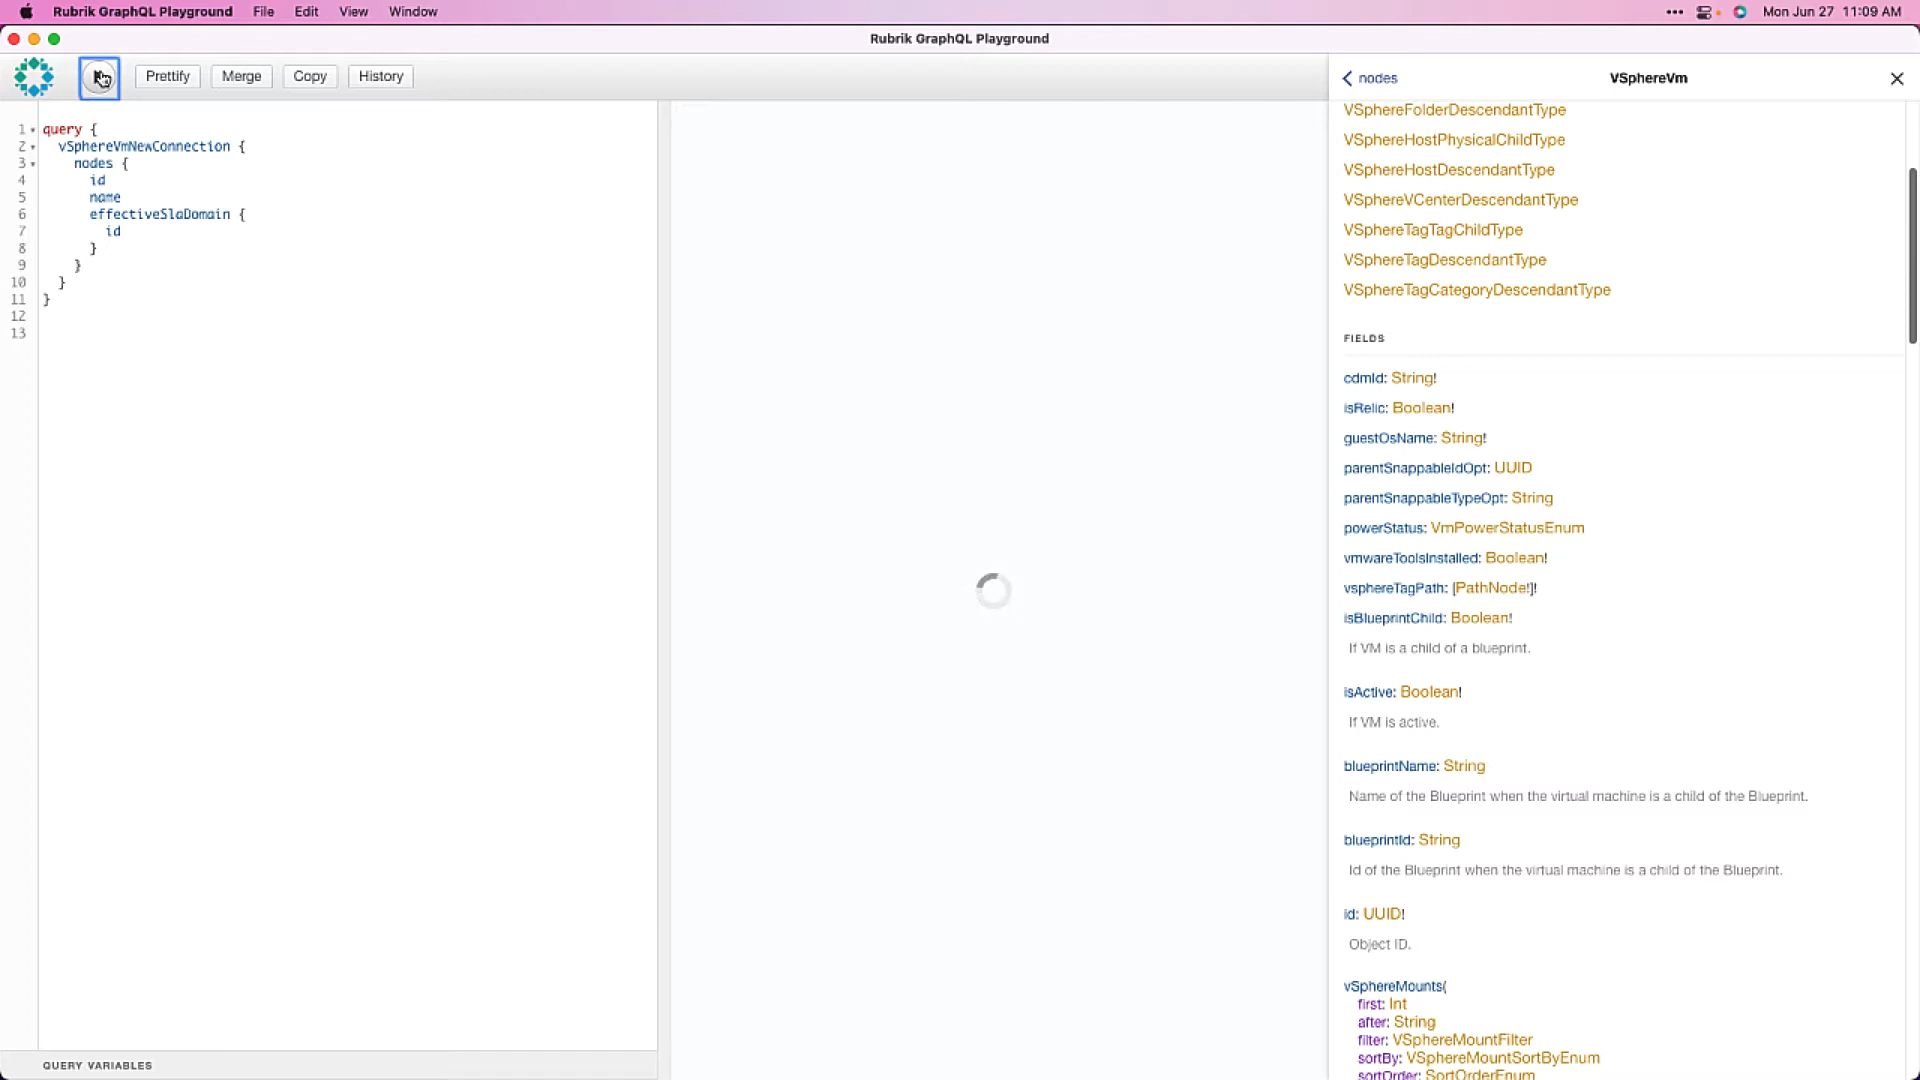 Rubrik GraphQL Playground File Edit View Window
Mon Jun 27 11:09 AM
Rubrik GraphQL Playground
Prettify Merge Copy History
1 query {
2 vSphereVmNewConnection {
3 nodes {
4 id
5 name
6 effectiveSlaDomain {
7 id
8 }
9 }
10 }
11 }
12
13
QUERY VARIABLES
nodes VSphereVm
VSphereFolderDescendantType
VSphereHostPhysicalChildType
VSphereHostDescendantType
VSphereVCenterDescendantType
VSphereTagTagChildType
VSphereTagDescendantType
VSphereTagCategoryDescendantType
FIELDS
cdmId: String!
isRelic: Boolean!
guestOsName: String!
parentSnappableIdOpt: UUID
parentSnappableTypeOpt: String
powerStatus: VmPowerStatusEnum
vmwareToolsInstalled: Boolean!
vsphereTagPath: [PathNode!]!
isBlueprintChild: Boolean!
If VM is a child of a blueprint.
isActive: Boolean!
If VM is active.
blueprintName: String
Name of the Blueprint when the virtual machine is a child of the Blueprint.
blueprintId: String
Id of the Blueprint when the virtual machine is a child of the Blueprint.
id: UUID!
Object ID.
vSphereMounts(
first: Int
after: String
filter: VSphereMountFilter
sortBy: VSphereMountSortByEnum
sortOrder: SortOrderEnum